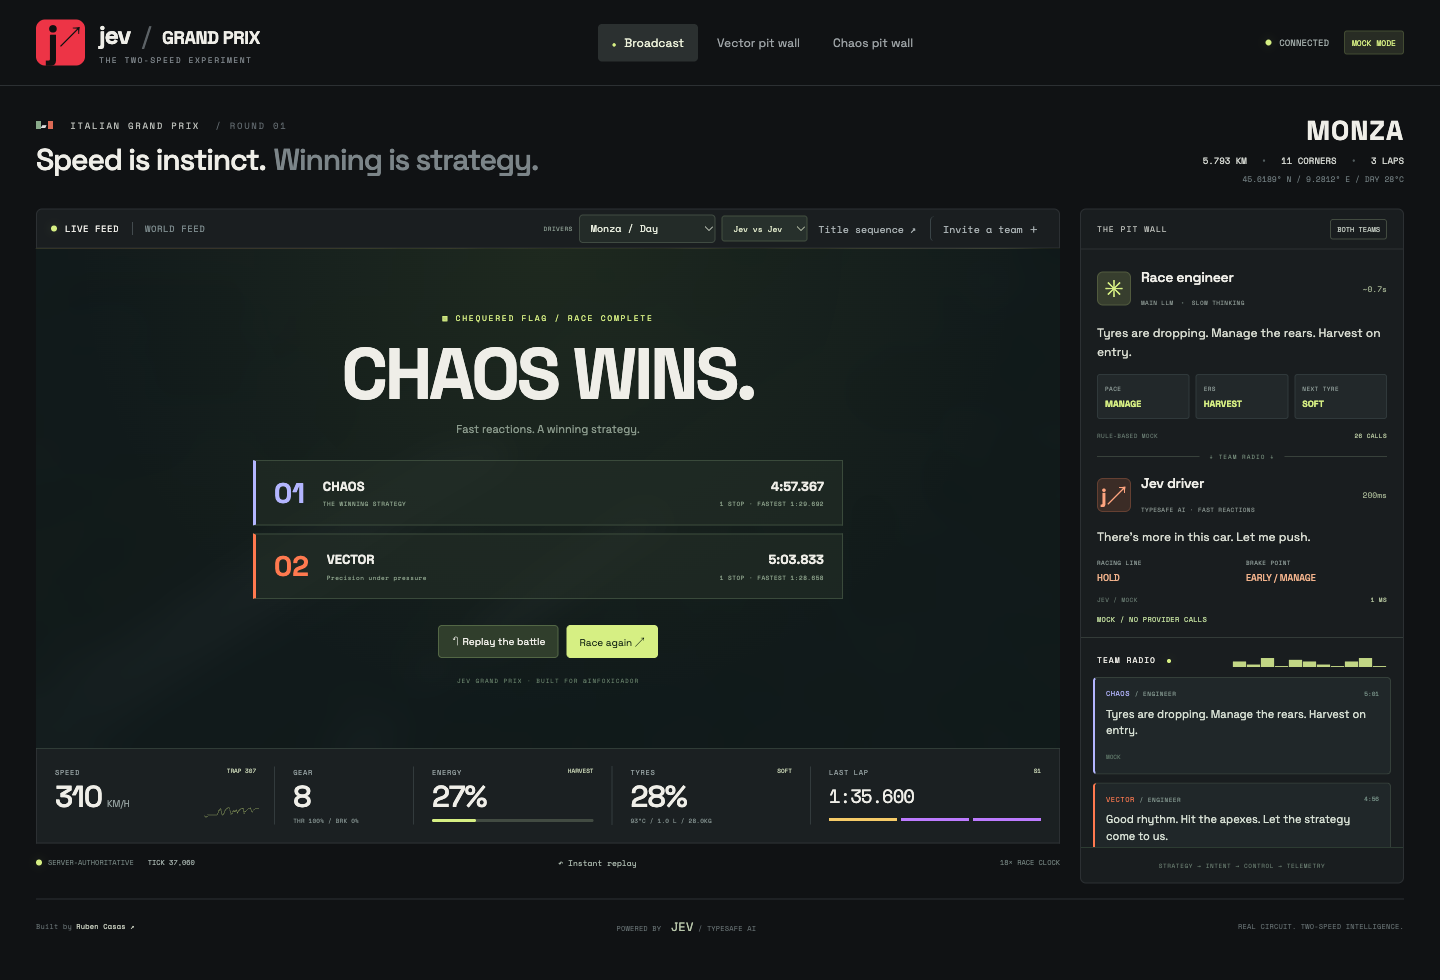 jev / GRAND PRIX
THE TWO-SPEED EXPERIMENT
Broadcast
Vector pit wall
Chaos pit wall
CONNECTED
MOCK MODE
ITALIAN GRAND PRIX / ROUND 01
Speed is instinct. Winning is strategy.
MONZA
5.793 KM · 11 CORNERS · 3 LAPS
45.6189° N / 9.2812° E / DRY 28°C
LIVE FEED
WORLD FEED
DRIVERS
Monza / Day
Jev vs Jev
Title sequence ↗
Invite a team +
CHEQUERED FLAG / RACE COMPLETE
CHAOS WINS.
Fast reactions. A winning strategy.
01 CHAOS 4:57.367
THE WINNING STRATEGY 1 STOP · FASTEST 1:29.692
02 VECTOR 5:03.833
Precision under pressure 1 STOP · FASTEST 1:28.658
↰ Replay the battle
Race again ↗
JEV GRAND PRIX · BUILT FOR @INFOXICADOR
SPEED TRAP 307
310 KM/H
GEAR
8
THR 100% / BRK 0%
ENERGY HARVEST
27%
TYRES SOFT
28%
93°C / 1.0 L / 28.0KG
LAST LAP S1
1:35.600
SERVER-AUTHORITATIVE TICK 37,060
↶ Instant replay
18× RACE CLOCK
THE PIT WALL
BOTH TEAMS
Race engineer
MAIN LLM · SLOW THINKING
~0.7s
Tyres are dropping. Manage the rears. Harvest on
entry.
PACE
MANAGE
ERS
HARVEST
NEXT TYRE
SOFT
RULE-BASED MOCK 28 CALLS
↓ TEAM RADIO ↓
j↗
Jev driver
TYPESAFE AI · FAST REACTIONS
200ms
There's more in this car. Let me push.
RACING LINE
HOLD
BRAKE POINT
EARLY / MANAGE
JEV / MOCK 1 MS
MOCK / NO PROVIDER CALLS
TEAM RADIO
CHAOS / ENGINEER 5:01
Tyres are dropping. Manage the rears. Harvest on
entry.
MOCK
VECTOR / ENGINEER 4:56
Good rhythm. Hit the apexes. Let the strategy
come to us.
STRATEGY → INTENT → CONTROL → TELEMETRY
Built by Ruben Casas ↗
POWERED BY JEV / TYPESAFE AI
REAL CIRCUIT. TWO-SPEED INTELLIGENCE.